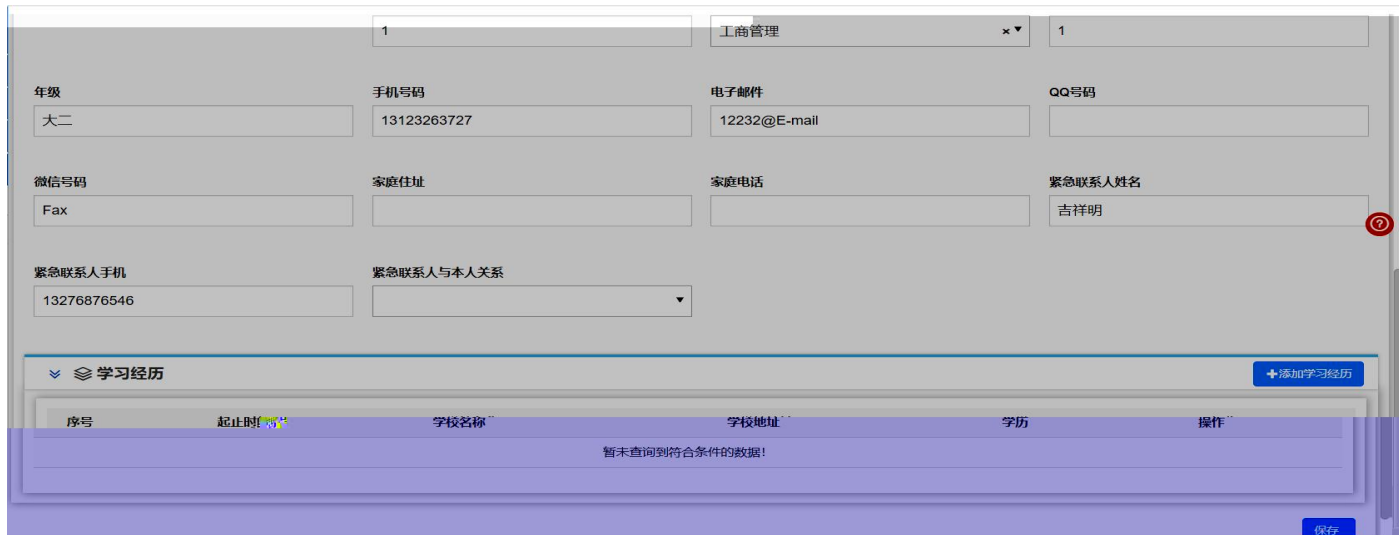 1 工商管理 × ▼ 1
年级 手机号码 电子邮件 QQ号码
大二 13123263727 12232@E-mail
微信号码 家庭住址 家庭电话 紧急联系人姓名
Fax 吉祥明
紧急联系人手机 紧急联系人与本人关系
13276876546
学习经历 +添加学习经历
序号 起止时 学校名称 学校地址 学历 操作
暂未查询到符合条件的数据!
保存